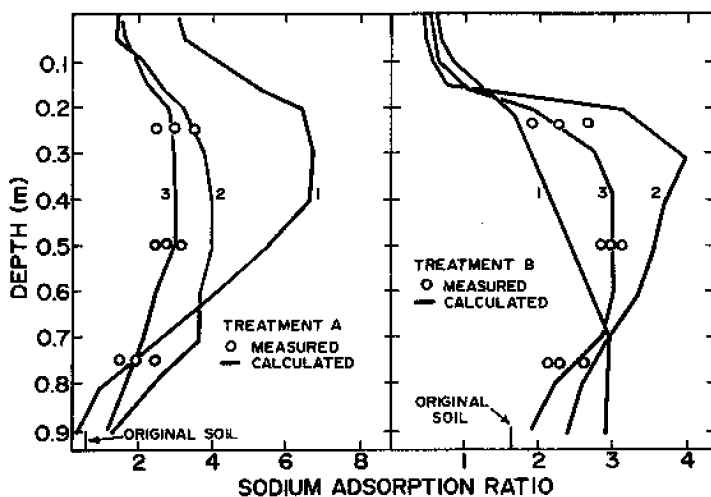 DEPTH (m)
0.1
0.2
0.3
0.4
0.5
0.6
0.7
0.8
0.9
3
2
1
TREATMENT A
MEASURED
CALCULATED
ORIGINAL SOIL
2
4
6
8
1
3
2
TREATMENT B
MEASURED
CALCULATED
ORIGINAL
SOIL
1
2
3
4
SODIUM ADSORPTION RATIO